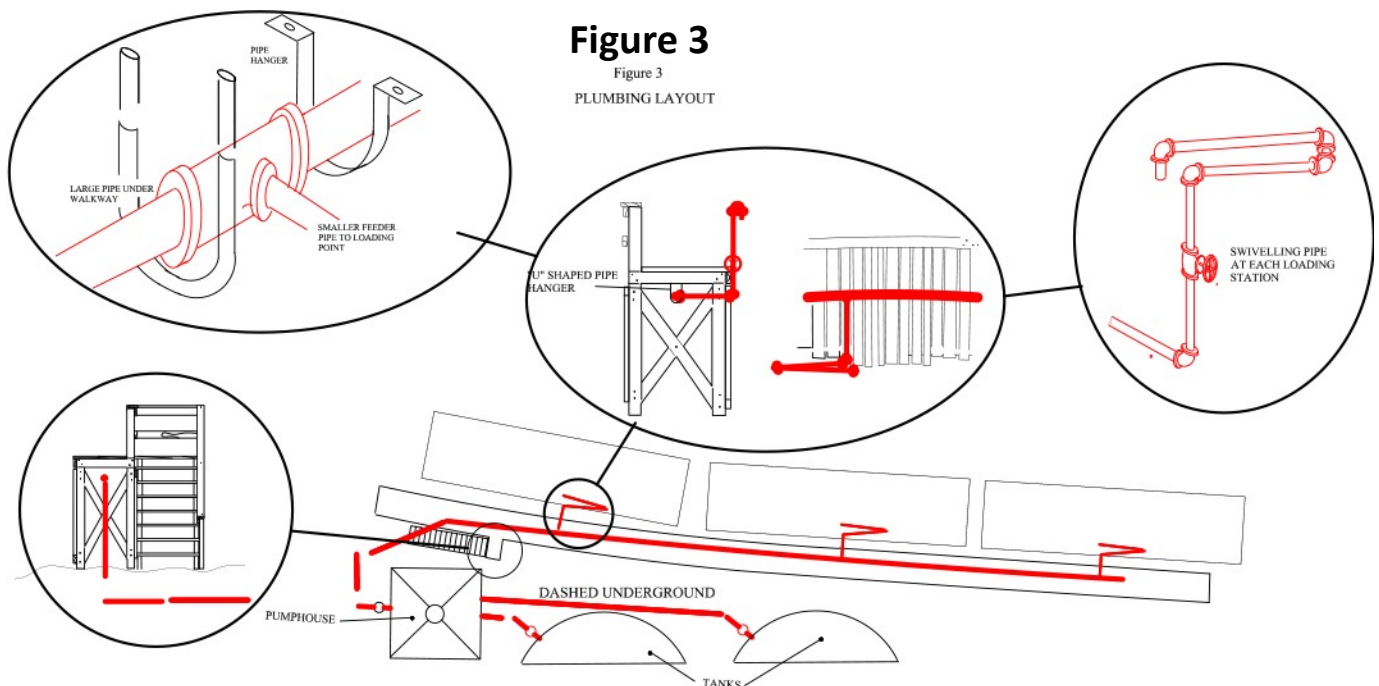 Figure 3
Figure 3
PLUMBING LAYOUT
PIPE
HANGER
LARGE PIPE UNDER
WALKWAY
SMALLER FEEDER
PIPE TO LOADING
POINT
"U" SHAPED PIPE
HANGER
SWIVELLING PIPE
AT EACH LOADING
STATION
DASHED UNDERGROUND
PUMPHOUSE
TANKS